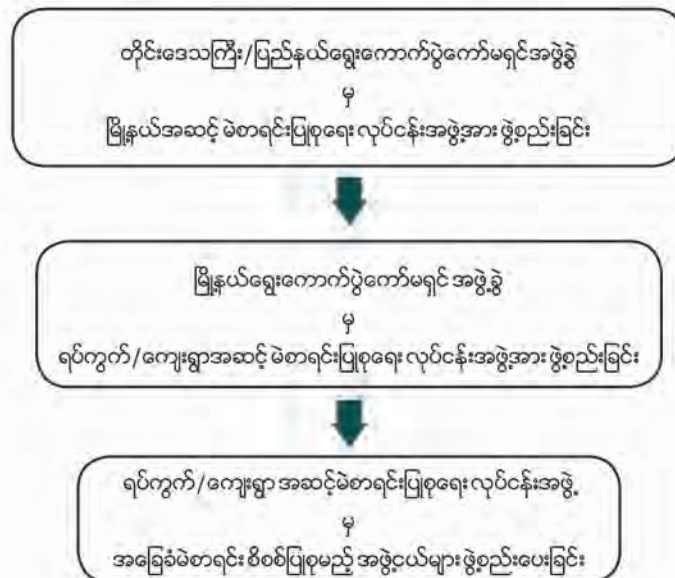 တိုင်းဒေသကြီး/ပြည်နယ်ရွေးကောက်ပွဲကော်မရှင်အဖွဲ့ခွဲ
မှ
မြို့နယ်အဆင့် မဲစာရင်းပြုစုရေး လုပ်ငန်းအဖွဲ့အား ဖွဲ့စည်းခြင်း
မြို့နယ်ရွေးကောက်ပွဲကော်မရှင် အဖွဲ့ခွဲ
မှ
ရပ်ကွက်/ကျေးရွာအဆင့် မဲစာရင်းပြုစုရေး လုပ်ငန်းအဖွဲ့အား ဖွဲ့စည်းခြင်း
ရပ်ကွက်/ကျေးရွာ အဆင့်မဲစာရင်းပြုစုရေး လုပ်ငန်းအဖွဲ့
မှ
အခြေခံမဲစာရင်း စိစစ်ပြုစုမည့် အဖွဲ့ငယ်များ ဖွဲ့စည်းပေးခြင်း